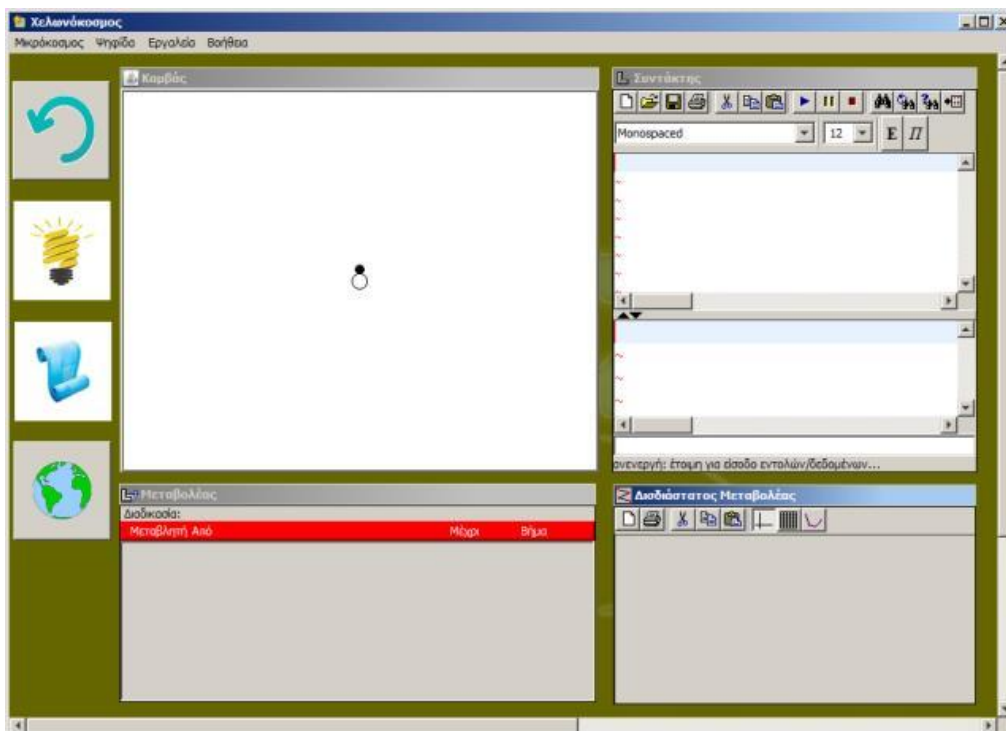 Χελωνόκοσμος
Μικρόκοσμος Ψηφίδα Εργαλεία Βοήθεια
Καμβάς
Συντάκτης
Monospaced 12 Ε Π
ανενεργή: έτοιμη για είσοδο εντολών/δεδομένων...
Μεταβολέας
Διαδικασία:
Μεταβλητή Από Μέχρι Βήμα
Δισδιάστατος Μεταβολέας